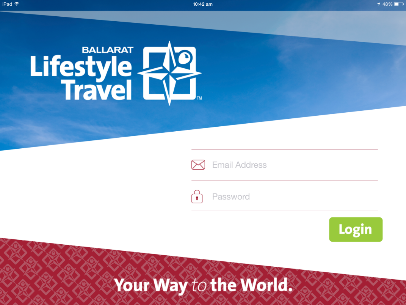 iPad 10:42 am 40%
BALLARAT
Lifestyle
Travel
TM
Email Address
Password
Login
Your Way to the World.